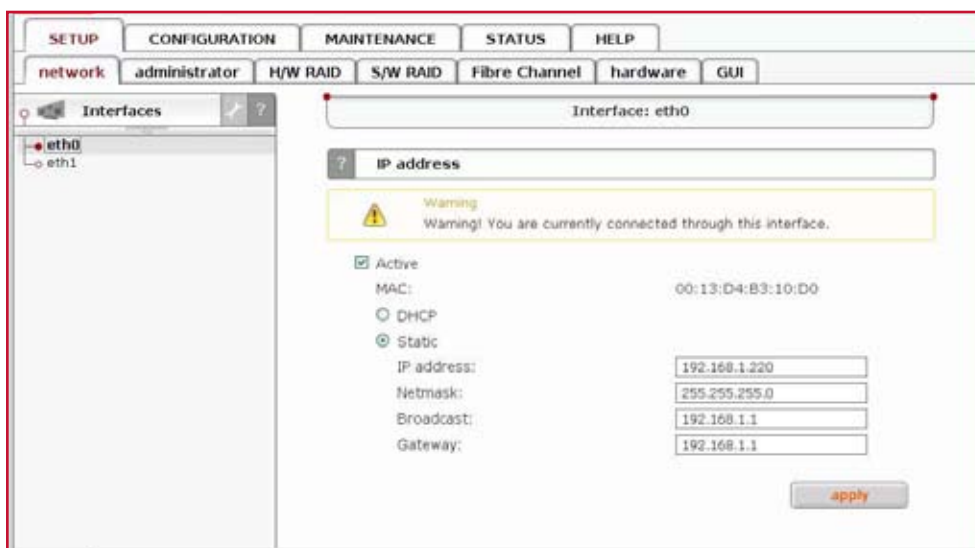 SETUP CONFIGURATION MAINTENANCE STATUS HELP
network administrator H/W RAID S/W RAID Fibre Channel hardware GUI
Interfaces ?
eth0
eth1
Interface: eth0
? IP address
Warning
Warning! You are currently connected through this interface.
Active
MAC: 00:13:D4:B3:10:D0
DHCP
Static
IP address: 192.168.1.220
Netmask: 255.255.255.0
Broadcast: 192.168.1.1
Gateway: 192.168.1.1
apply